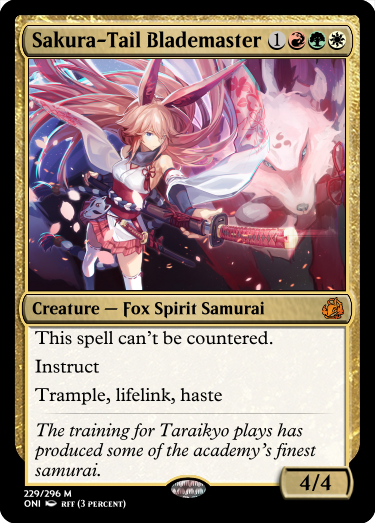 Sakura-Tail Blademaster 1
Creature — Fox Spirit Samurai
This spell can't be countered.
Instruct
Trample, lifelink, haste
The training for Taraikyo plays has
produced some of the academy's finest
samurai.
4/4
229/296 M
ONI RFF (3 PERCENT)